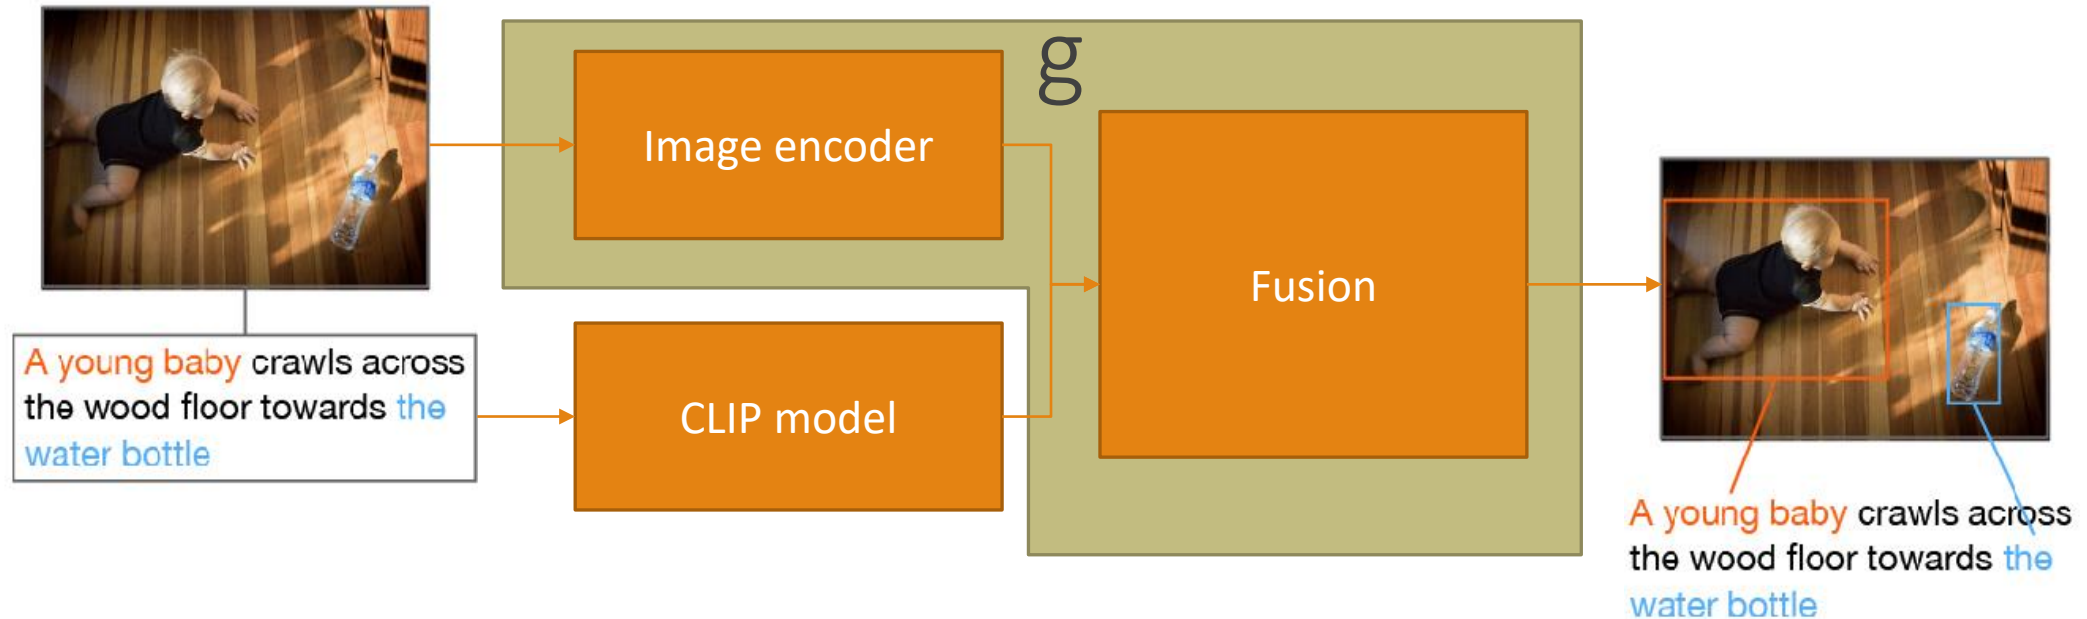 g
Image encoder
Fusion
CLIP model
A young baby crawls across
the wood floor towards the
water bottle
A young baby crawls across
the wood floor towards the
water bottle